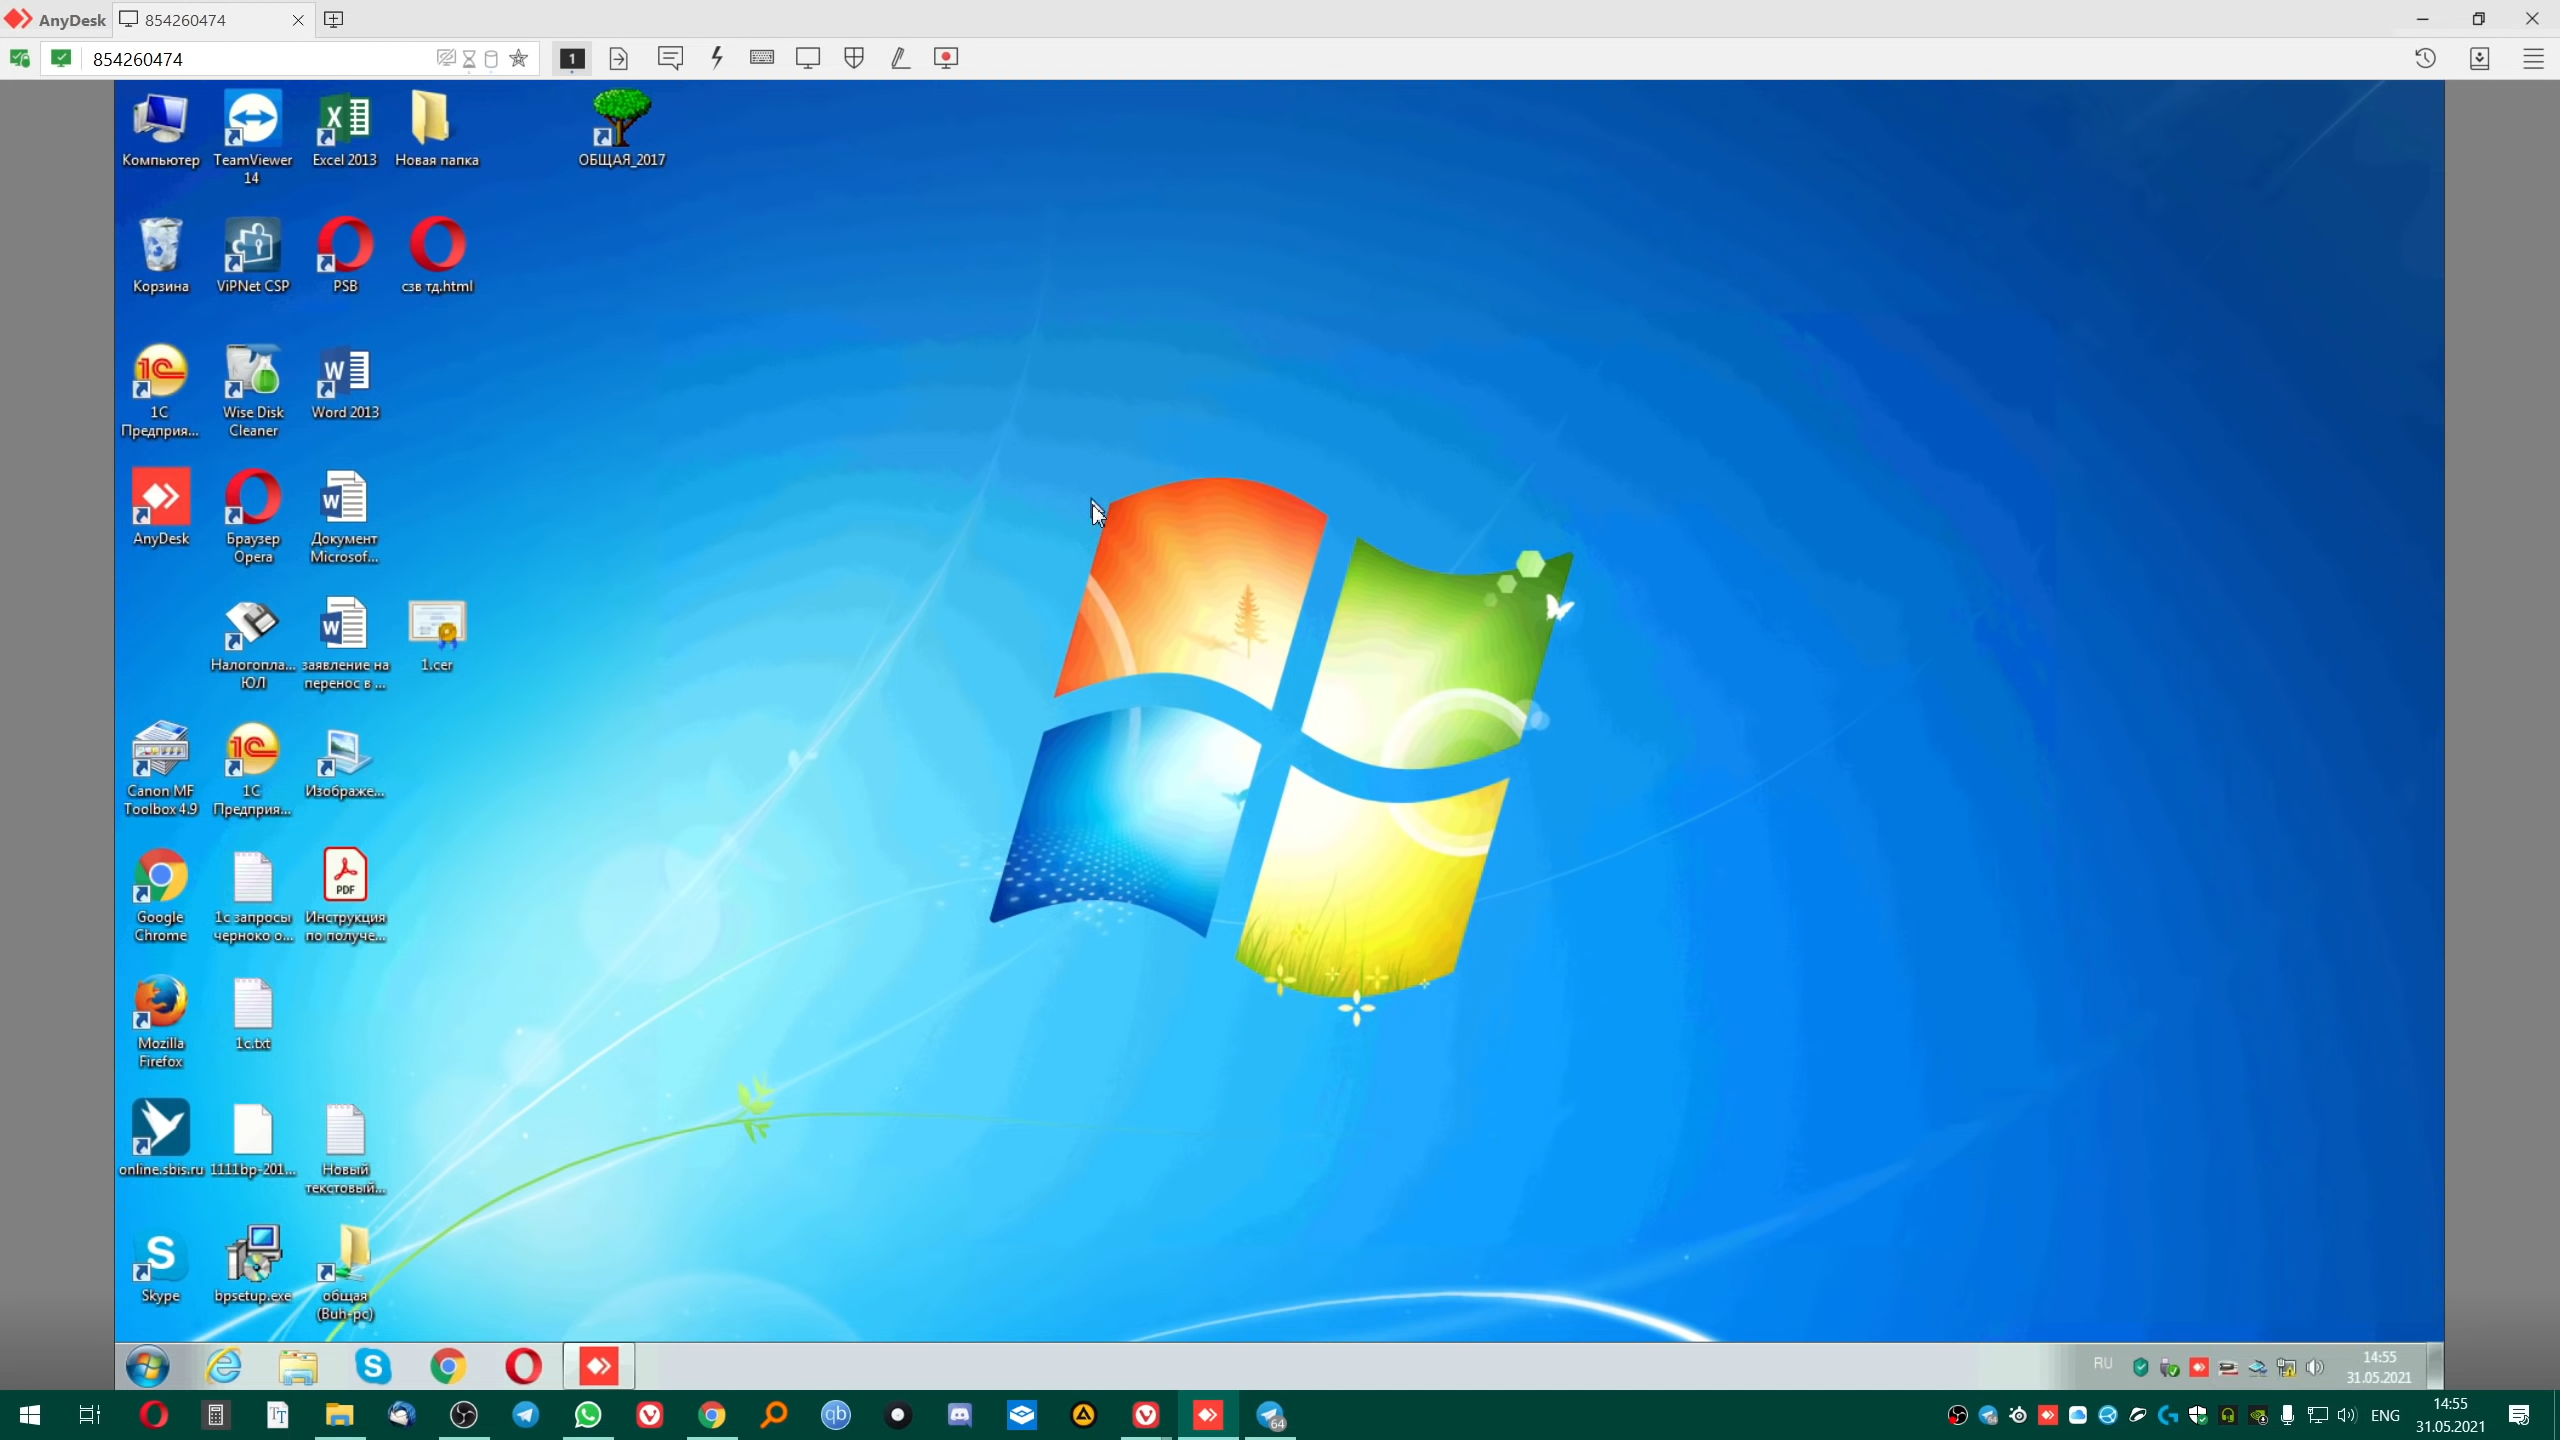 AnyDesk
854260474
854260474
1
Компьютер
TeamViewer
14
Excel 2013
Новая папка
ОБЩАЯ_2017
Корзина
ViPNet CSP
PSB
сзв тд.html
1С
Предприя...
Wise Disk
Cleaner
Word 2013
AnyDesk
Браузер
Opera
Документ
Microsof...
Налогопла...
ЮЛ
заявление на
перенос в ...
1.cer
Canon MF
Toolbox 4.9
1С
Предприя...
Изображе...
Google
Chrome
1с запросы
черноко о...
PDF
Инструкция
по получе...
Mozilla
Firefox
1c.txt
online.sbis.ru
1111bp-201...
Новый
текстовый...
Skype
bpsetup.exe
общая
(Buh-pc)
RU
14:55
31.05.2021
qb
64
ENG
14:55
31.05.2021